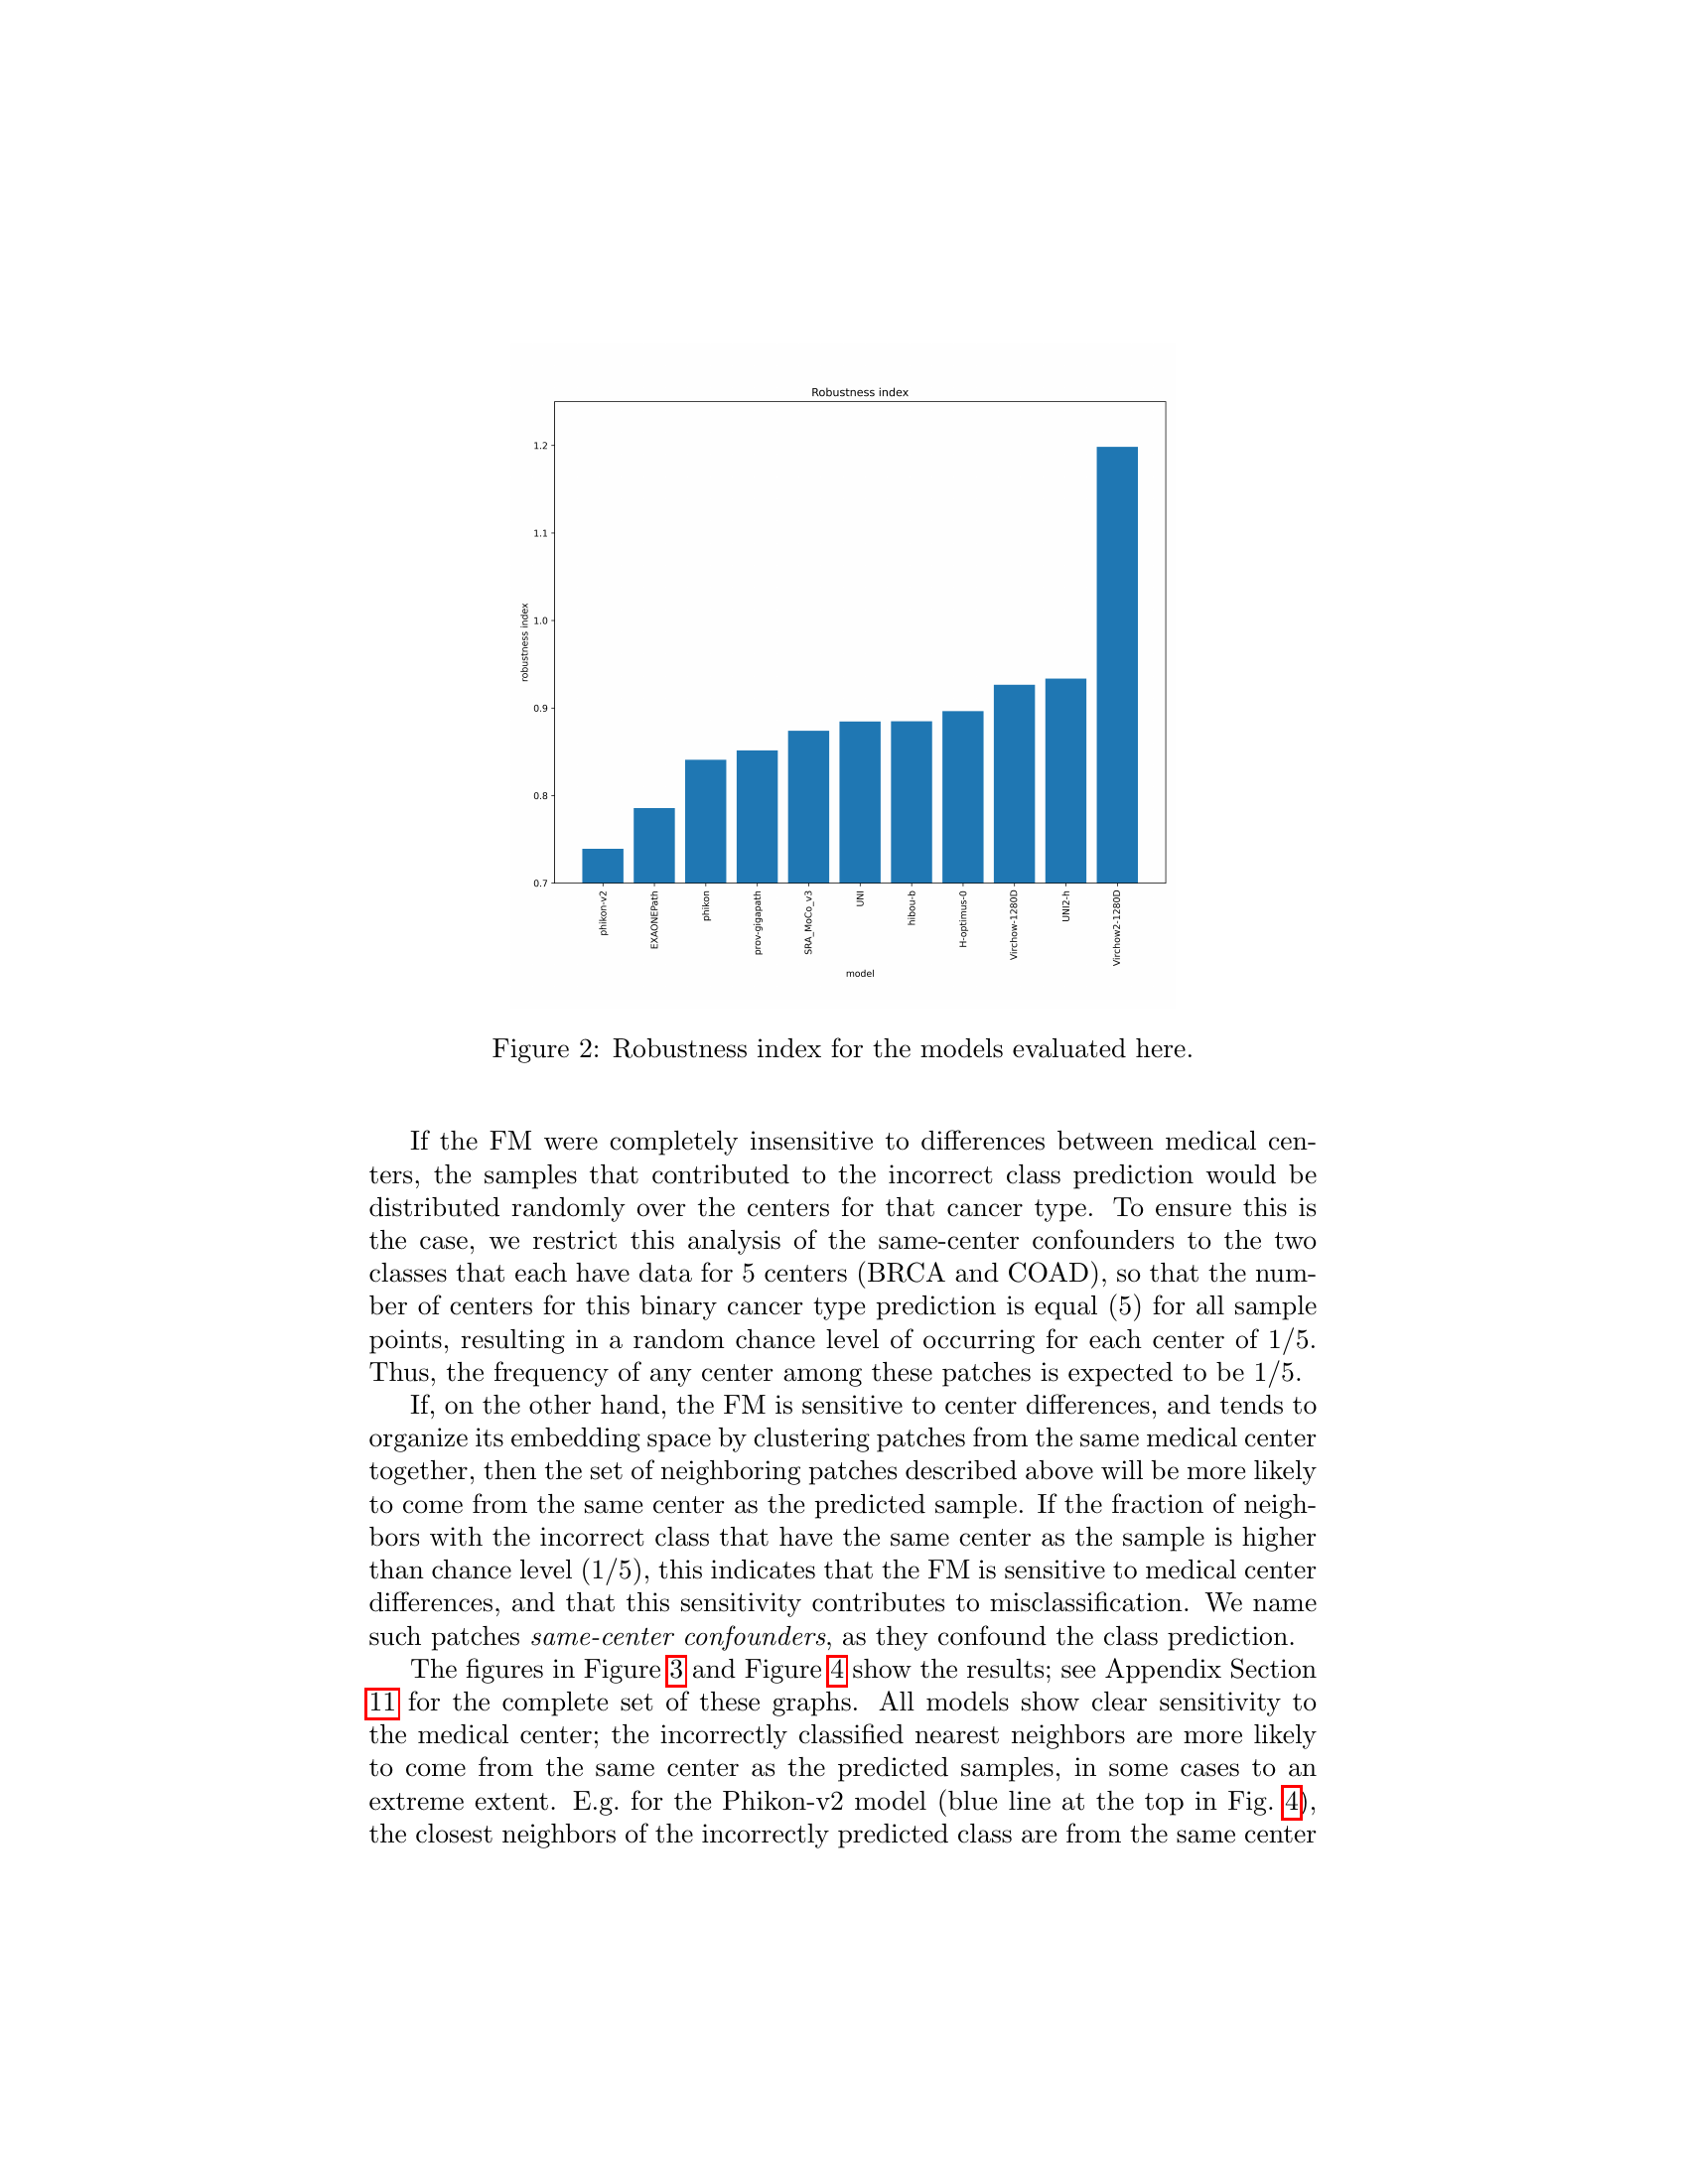 Robustness index
1.2
1.1
1.0
0.9
0.8
0.7
robustness index
phikon-v2
EXAONEPath
phikon
prov-gigapath
SRA_MoCo_v3
UNI
hibou-b
H-optimus-0
Virchow-1280D
UNI2-h
Virchow2-1280D
model
Figure 2: Robustness index for the models evaluated here.
If the FM were completely insensitive to differences between medical cen-
ters, the samples that contributed to the incorrect class prediction would be
distributed randomly over the centers for that cancer type. To ensure this is
the case, we restrict this analysis of the same-center confounders to the two
classes that each have data for 5 centers (BRCA and COAD), so that the num-
ber of centers for this binary cancer type prediction is equal (5) for all sample
points, resulting in a random chance level of occurring for each center of 1/5.
Thus, the frequency of any center among these patches is expected to be 1/5.
If, on the other hand, the FM is sensitive to center differences, and tends to
organize its embedding space by clustering patches from the same medical center
together, then the set of neighboring patches described above will be more likely
to come from the same center as the predicted sample. If the fraction of neigh-
bors with the incorrect class that have the same center as the sample is higher
than chance level (1/5), this indicates that the FM is sensitive to medical center
differences, and that this sensitivity contributes to misclassification. We name
such patches same-center confounders, as they confound the class prediction.
The figures in Figure 3 and Figure 4 show the results; see Appendix Section
11 for the complete set of these graphs. All models show clear sensitivity to
the medical center; the incorrectly classified nearest neighbors are more likely
to come from the same center as the predicted samples, in some cases to an
extreme extent. E.g. for the Phikon-v2 model (blue line at the top in Fig. 4),
the closest neighbors of the incorrectly predicted class are from the same center